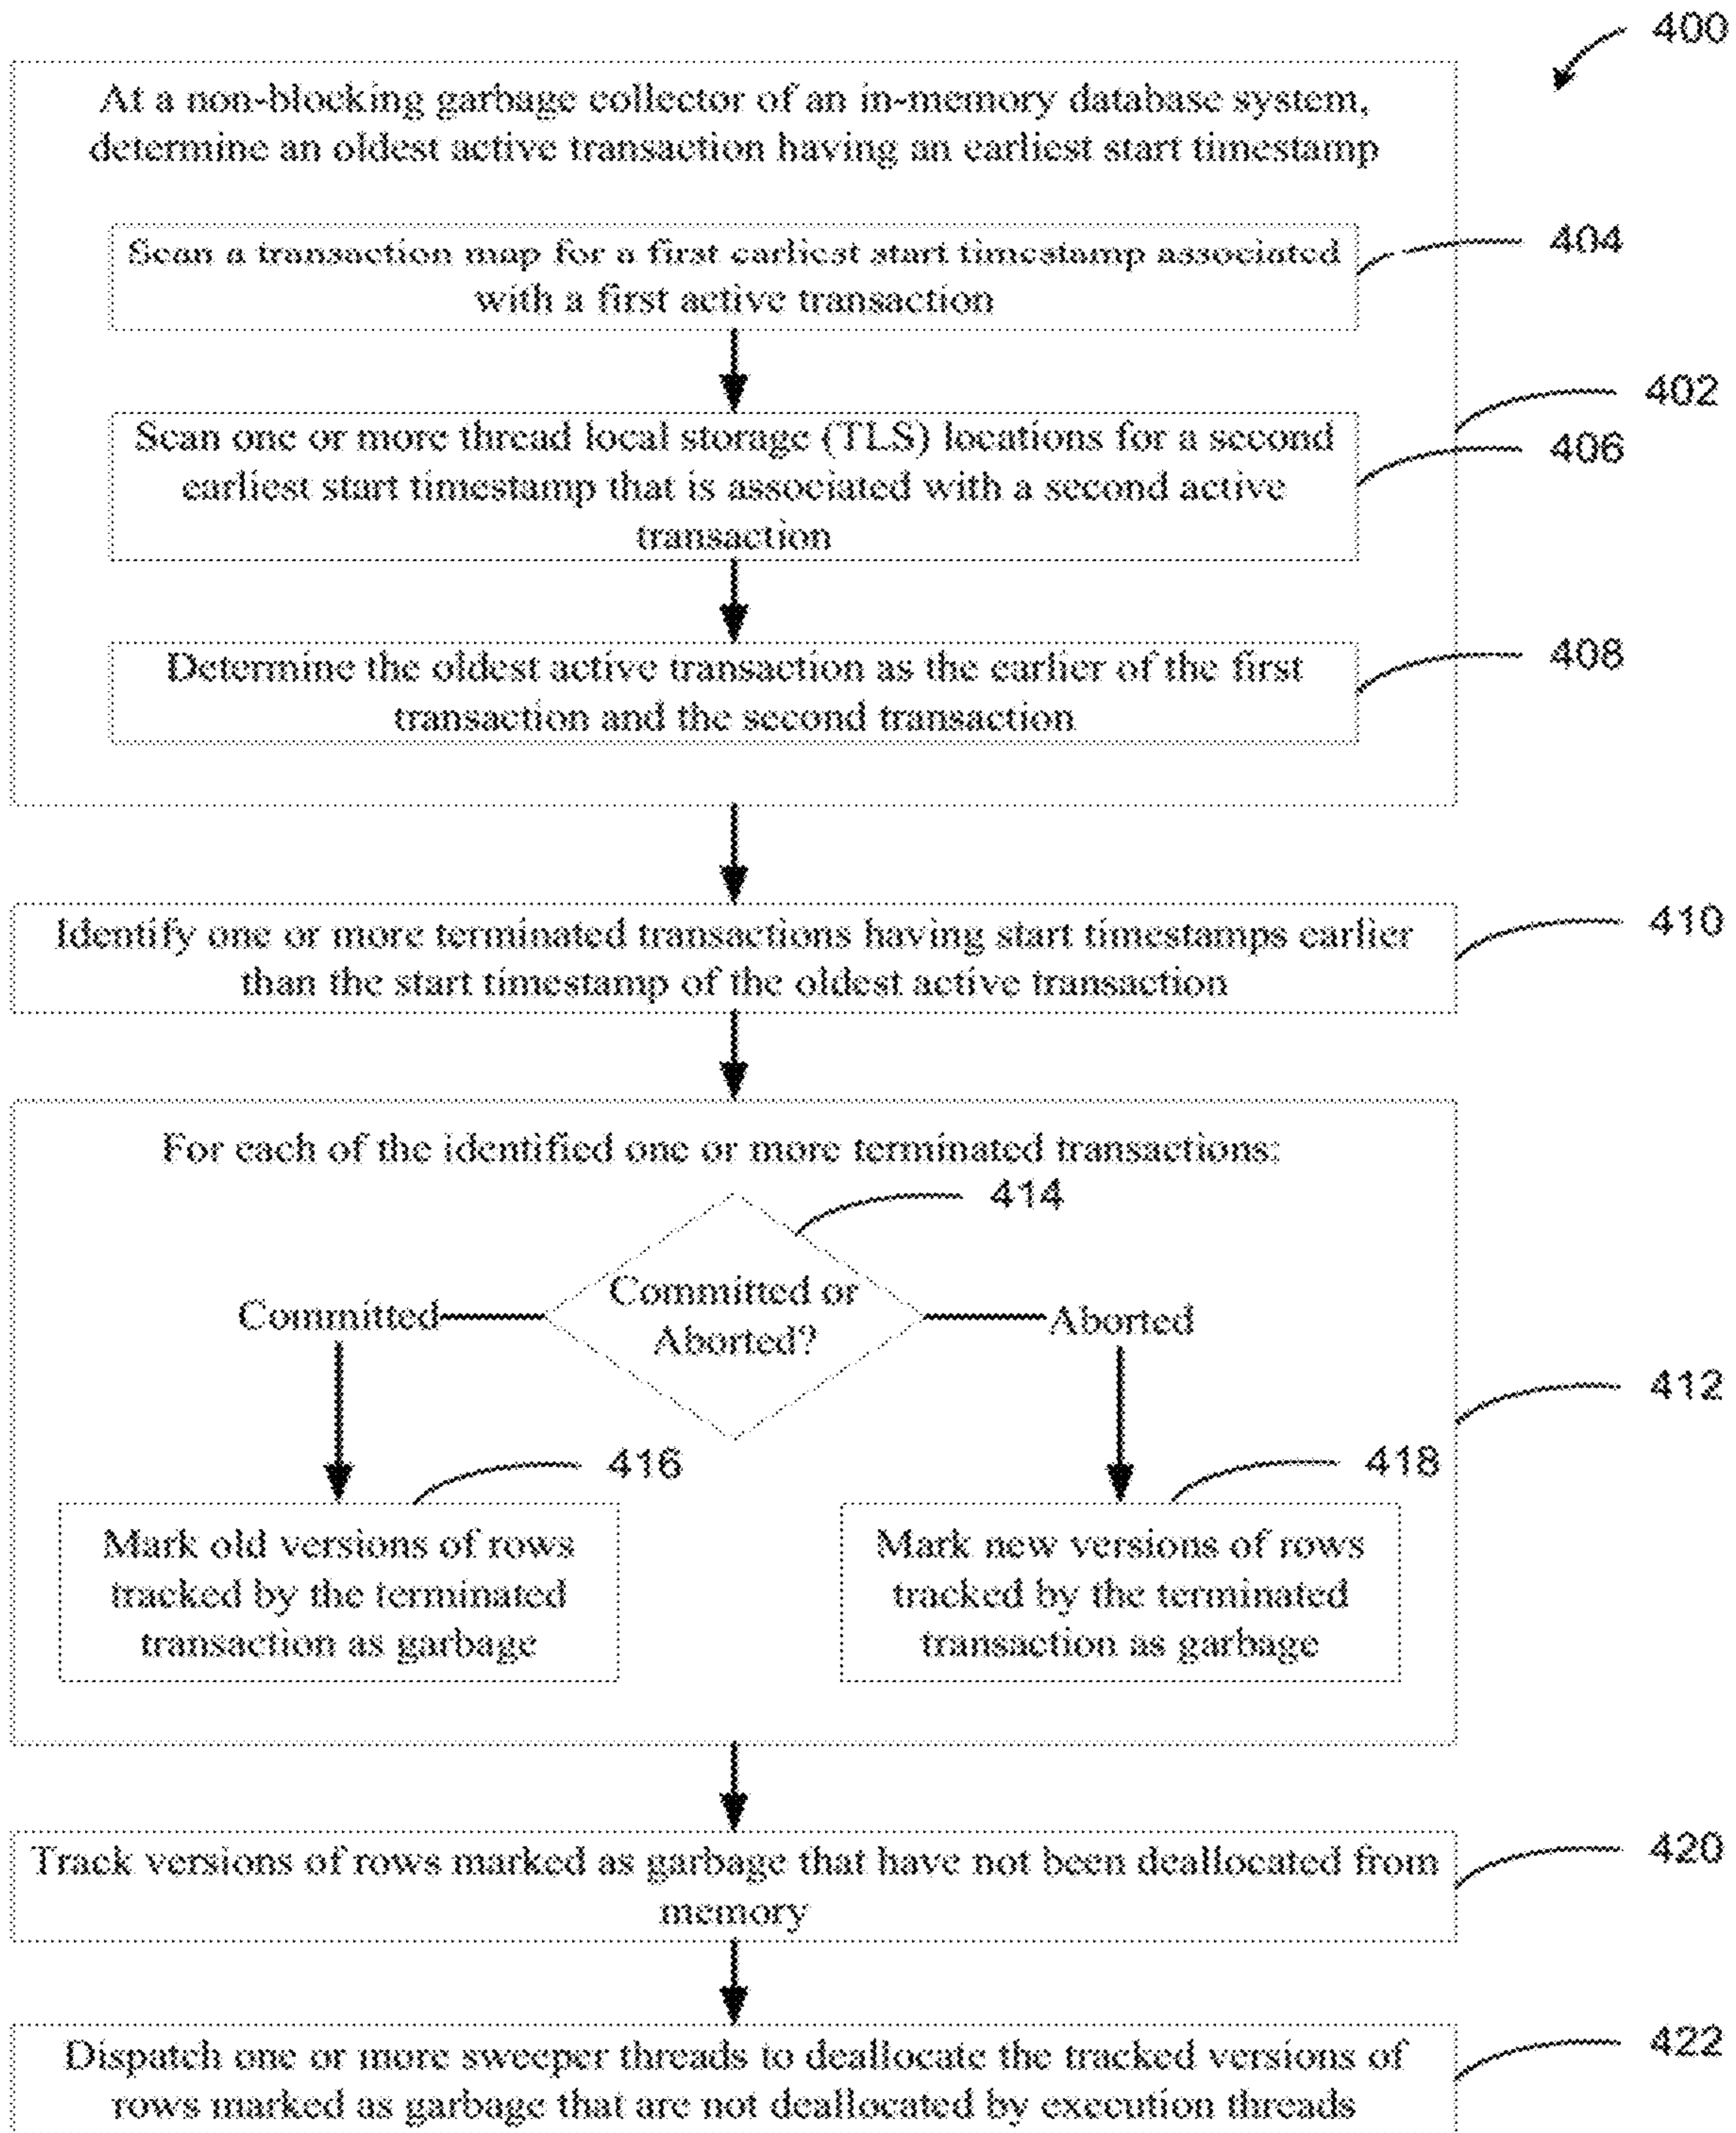 400
At a non-blocking garbage collector of an in-memory database system,
determine an oldest active transaction having an earliest start timestamp
Scan a transaction map for a first earliest start timestamp associated
with a first active transaction
404
402
Scan one or more thread local storage (TLS) locations for a second
earliest start timestamp that is associated with a second active
transaction
406
Determine the oldest active transaction as the earlier of the first
transaction and the second transaction
408
Identify one or more terminated transactions having start timestamps earlier
than the start timestamp of the oldest active transaction
410
For each of the identified one or more terminated transactions:
414
Committed or
Aborted?
Committed
Aborted
412
416
418
Mark old versions of rows
tracked by the terminated
transaction as garbage
Mark new versions of rows
tracked by the terminated
transaction as garbage
Track versions of rows marked as garbage that have not been deallocated from
memory
420
Dispatch one or more sweeper threads to deallocate the tracked versions of
rows marked as garbage that are not deallocated by execution threads
422